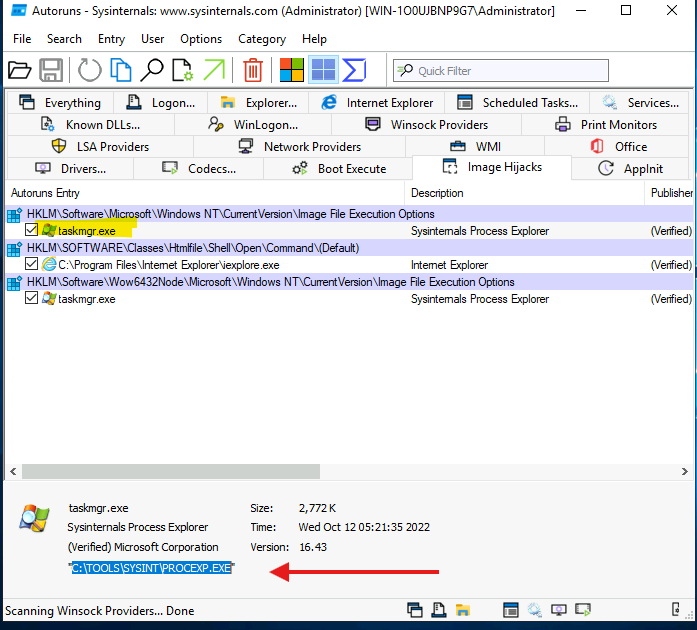 Autoruns - Sysinternals: www.sysinternals.com (Administrator) [WIN-1O0UJBNP9G7\Administrator]
File Search Entry User Options Category Help
Quick Filter
Everything Logon... Explorer... Internet Explorer Scheduled Tasks... Services...
Known DLLs... WinLogon... Winsock Providers Print Monitors
LSA Providers Network Providers WMI Office
Drivers... Codecs... Boot Execute Image Hijacks AppInit
Autoruns Entry Description Publisher
HKLM\Software\Microsoft\Windows NT\CurrentVersion\Image File Execution Options
taskmgr.exe Sysinternals Process Explorer (Verified)
HKLM\SOFTWARE\Classes\Htmlfile\Shell\Open\Command\(Default)
C:\Program Files\Internet Explorer\iexplore.exe Internet Explorer (Verified)
HKLM\Software\Wow6432Node\Microsoft\Windows NT\CurrentVersion\Image File Execution Options
taskmgr.exe Sysinternals Process Explorer (Verified)
taskmgr.exe Size: 2,772 K
Sysinternals Process Explorer Time: Wed Oct 12 05:21:35 2022
(Verified) Microsoft Corporation Version: 16.43
"C:\TOOLS\SYSINT\PROCEXP.EXE"
Scanning Winsock Providers... Done